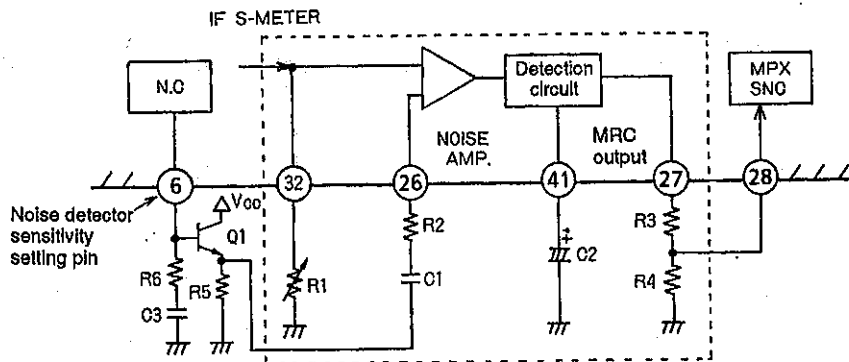 IF S-METER
N.C
Detection
circuit
MPX
SNC
NOISE
AMP.
MRC
output
6
32
26
41
27
28
Noise detector
sensitivity
setting pin
VCC
Q1
R2
R3
R6
R5
R1
C1
C2
R4
C3